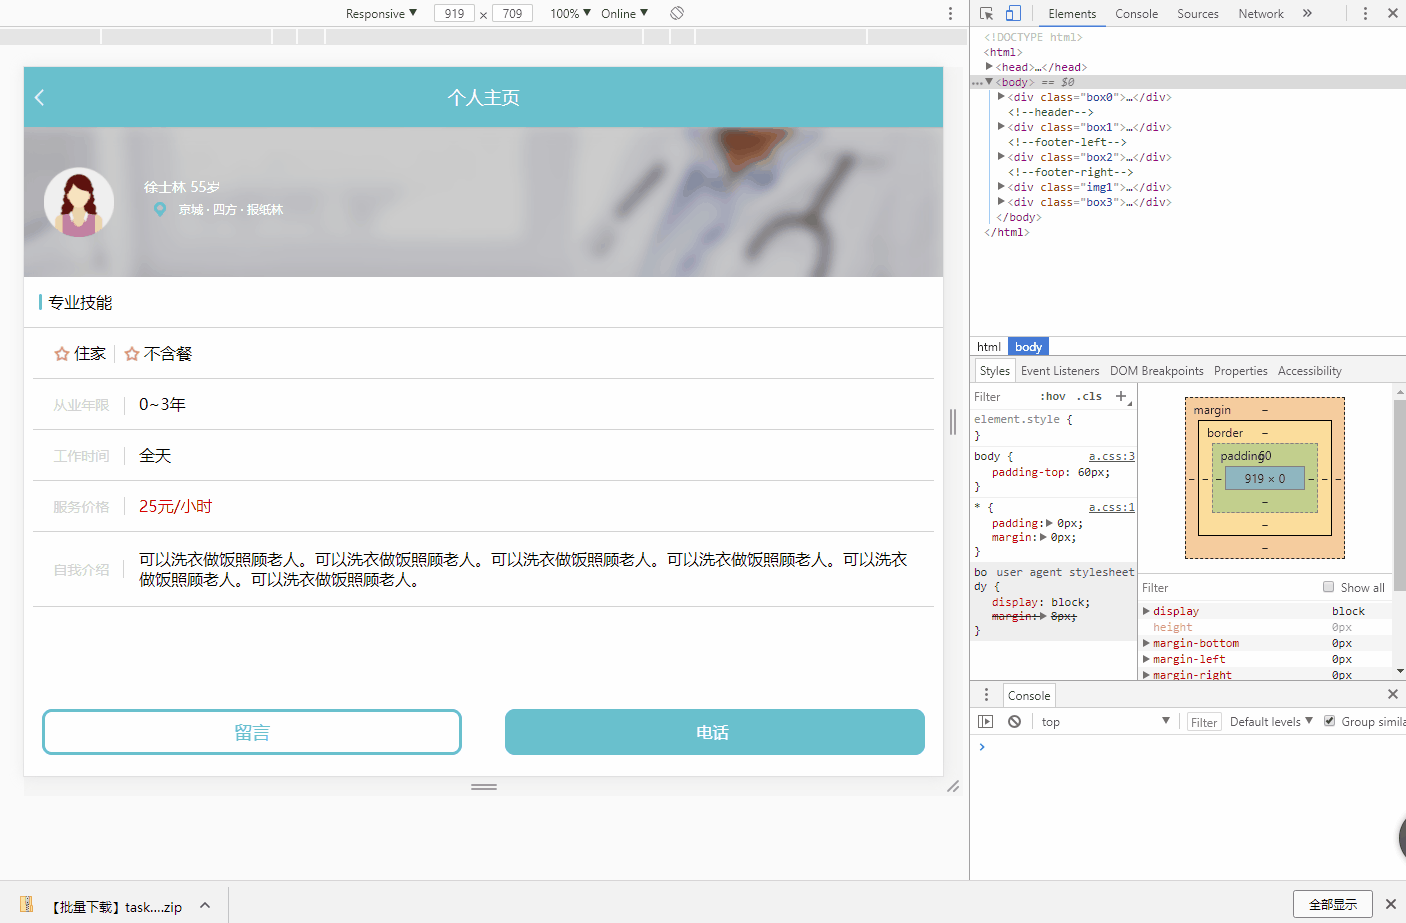 Responsive ▼ 919 × 709 100% ▼ Online ▼
个人主页
徐士林 55岁
京城 · 四方 · 报纸林
专业技能
住家 不含餐
从业年限 0~3年
工作时间 全天
服务价格 25元/小时
自我介绍 可以洗衣做饭照顾老人。可以洗衣做饭照顾老人。可以洗衣做饭照顾老人。可以洗衣做饭照顾老人。可以洗衣
做饭照顾老人。可以洗衣做饭照顾老人。
留言 电话
Elements Console Sources Network »
<!DOCTYPE html>
<html>
▶<head>…</head>
…▼<body> == $0
▶<div class="box0">…</div>
<!--header-->
▶<div class="box1">…</div>
<!--footer-left-->
▶<div class="box2">…</div>
<!--footer-right-->
▶<div class="img1">…</div>
▶<div class="box3">…</div>
</body>
</html>
html body
Styles Event Listeners DOM Breakpoints Properties Accessibility
Filter :hov .cls +
element.style {
}
body { a.css:3
padding-top: 60px;
}
* { a.css:1
padding:▶ 0px;
margin:▶ 0px;
}
bo user agent stylesheet
dy {
display: block;
margin:▶ 8px;
}
margin –
border –
padding60
– – – 919 × 0 – – –
–
–
–
Filter Show all
▶ display block
height 0px
▶ margin-bottom 0px
▶ margin-left 0px
▶ margin-right 0px
Console
top ▼ Filter Default levels ▼ Group simila
›
【批量下载】task....zip 全部显示